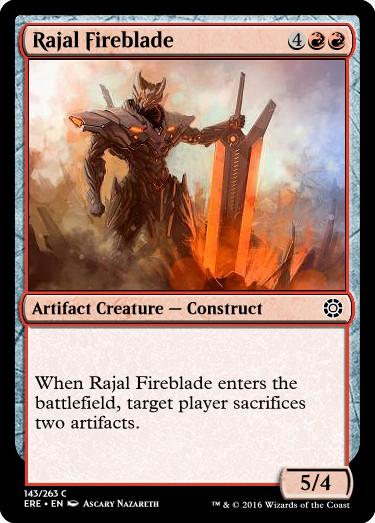 Rajal Fireblade 4
Artifact Creature — Construct
When Rajal Fireblade enters the
battlefield, target player sacrifices
two artifacts.
5/4
143/263 C
ERE • EN Ascary Nazareth
™ & © 2016 Wizards of the Coast